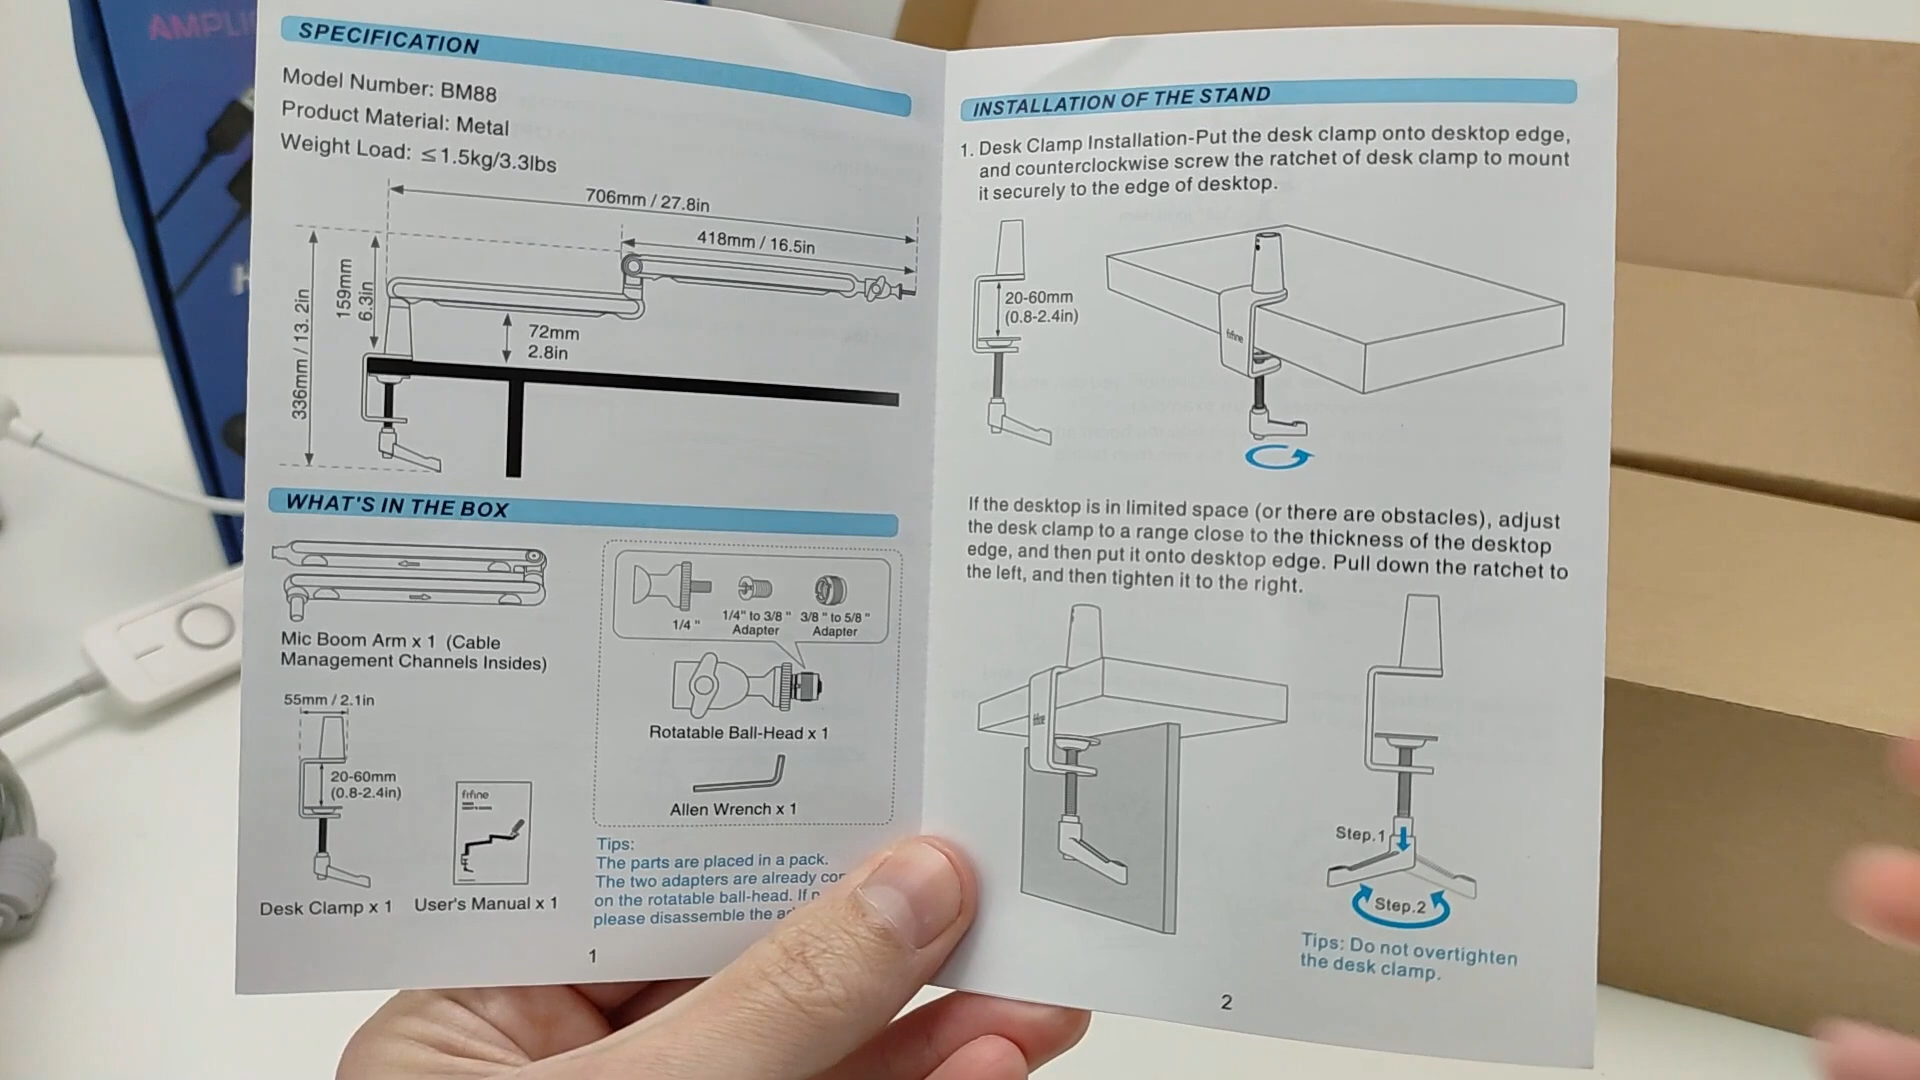 AMPLI
SPECIFICATION
Model Number: BM88
Product Material: Metal
Weight Load: ≤1.5kg/3.3lbs
706mm / 27.8in
418mm / 16.5in
336mm / 13. 2in
159mm
6.3in
72mm
2.8in
WHAT'S IN THE BOX
Mic Boom Arm x 1 (Cable
Management Channels Insides)
1/4 "
1/4" to 3/8 "
Adapter
3/8 " to 5/8 "
Adapter
Rotatable Ball-Head x 1
Allen Wrench x 1
55mm / 2.1in
20-60mm
(0.8-2.4in)
fifine
Desk Clamp x 1
User's Manual x 1
Tips:
The parts are placed in a pack.
The two adapters are already
on the rotatable ball-head. If
please disassemble the
1
INSTALLATION OF THE STAND
1. Desk Clamp Installation-Put the desk clamp onto desktop edge,
and counterclockwise screw the ratchet of desk clamp to mount
it securely to the edge of desktop.
20-60mm
(0.8-2.4in)
fifine
If the desktop is in limited space (or there are obstacles), adjust
the desk clamp to a range close to the thickness of the desktop
edge, and then put it onto desktop edge. Pull down the ratchet to
the left, and then tighten it to the right.
fifine
Step.1
Step.2
Tips: Do not overtighten
the desk clamp.
2